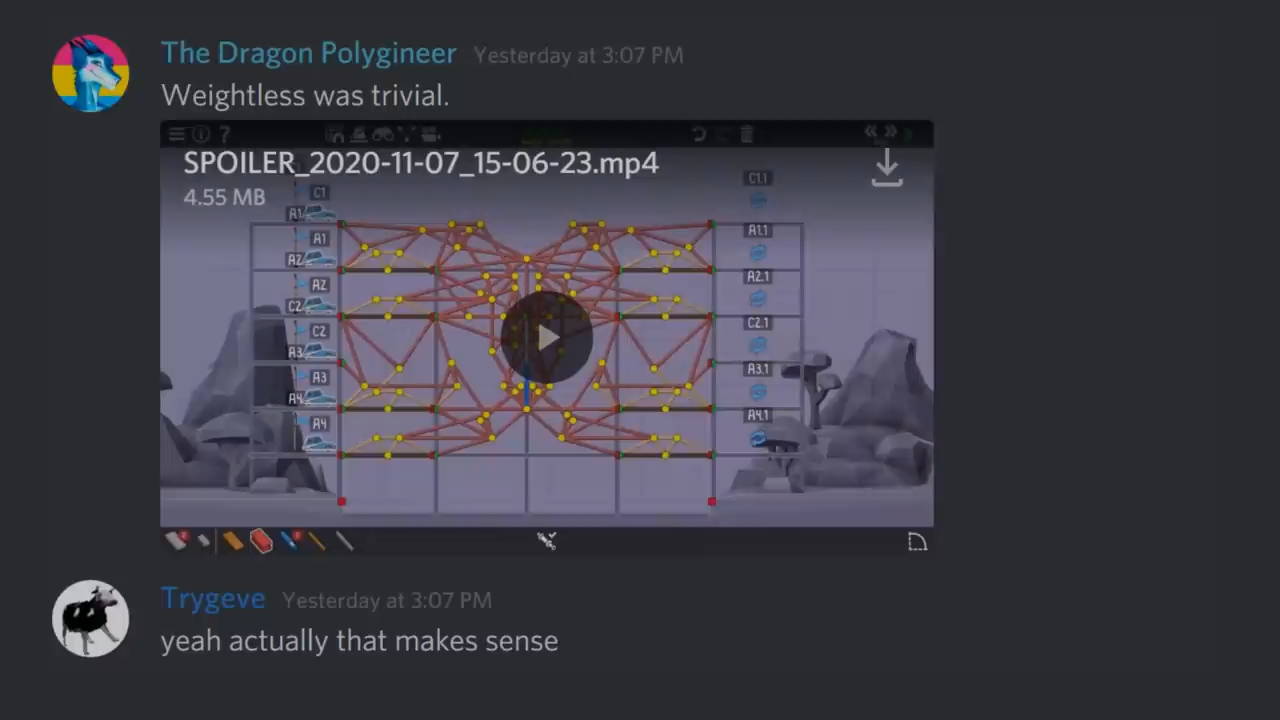 The Dragon Polygineer Yesterday at 3:07 PM
Weightless was trivial.
SPOILER_2020-11-07_15-06-23.mp4
4.55 MB
C1.1
C1
A1
A1.1
A1
A2
A2.1
A2
C2
C2.1
C2
A3
A3.1
A3
A4
A4.1
A4
Trygeve Yesterday at 3:07 PM
yeah actually that makes sense